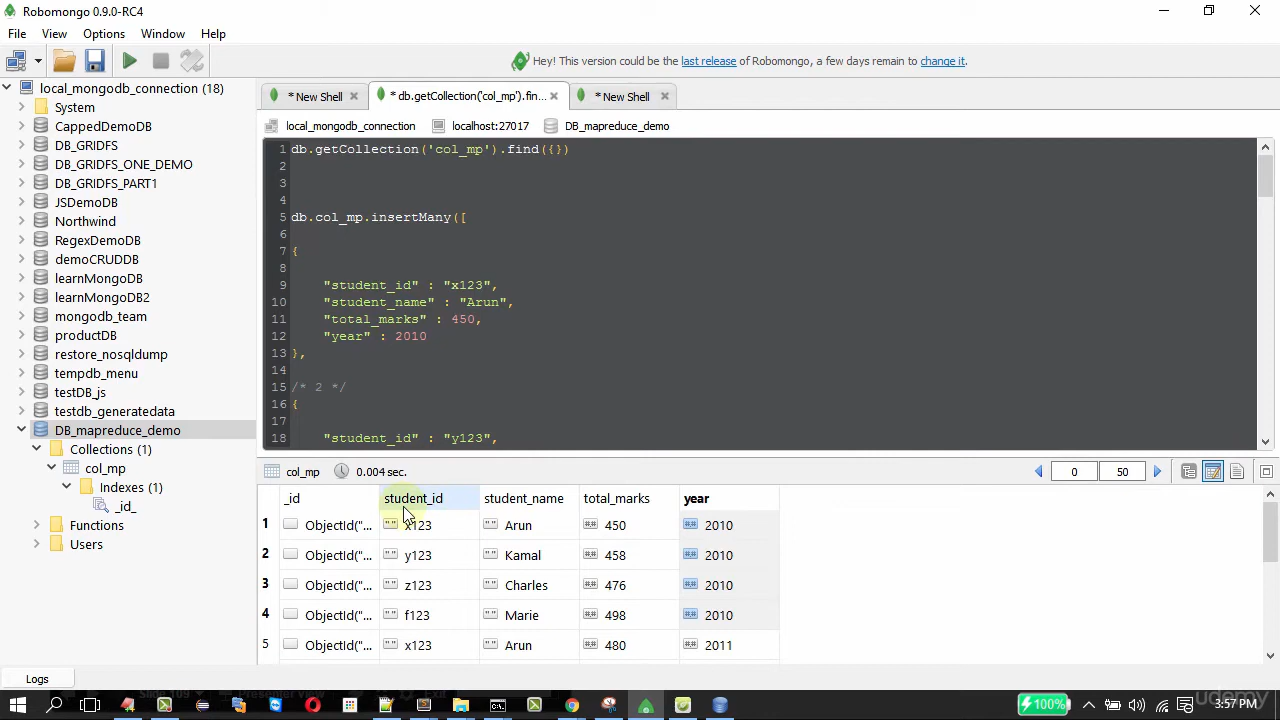 Robomongo 0.9.0-RC4
File View Options Window Help
Hey! This version could be the last release of Robomongo, a few days remain to change it.
local_mongodb_connection (18)
System
CappedDemoDB
DB_GRIDFS
DB_GRIDFS_ONE_DEMO
DB_GRIDFS_PART1
JSDemoDB
Northwind
RegexDemoDB
demoCRUDDB
learnMongoDB
learnMongoDB2
mongodb_team
productDB
restore_nosqldump
tempdb_menu
testDB_js
testdb_generatedata
DB_mapreduce_demo
Collections (1)
col_mp
Indexes (1)
_id_
Functions
Users
Logs
* New Shell
* db.getCollection('col_mp').fin...
* New Shell
local_mongodb_connection localhost:27017 DB_mapreduce_demo
1 db.getCollection('col_mp').find({})
2
3
4
5 db.col_mp.insertMany([
6
7 {
8
9 "student_id" : "x123",
10 "student_name" : "Arun",
11 "total_marks" : 450,
12 "year" : 2010
13 },
14
15 /* 2 */
16 {
17
18 "student_id" : "y123",
col_mp 0.004 sec. 0 50
_id student_id student_name total_marks year
1 ObjectId("... x123 Arun 450 2010
2 ObjectId("... y123 Kamal 458 2010
3 ObjectId("... z123 Charles 476 2010
4 ObjectId("... f123 Marie 498 2010
5 ObjectId("... x123 Arun 480 2011
Slide 109 Presenter view Exit
100% 3:57 PM
udemy